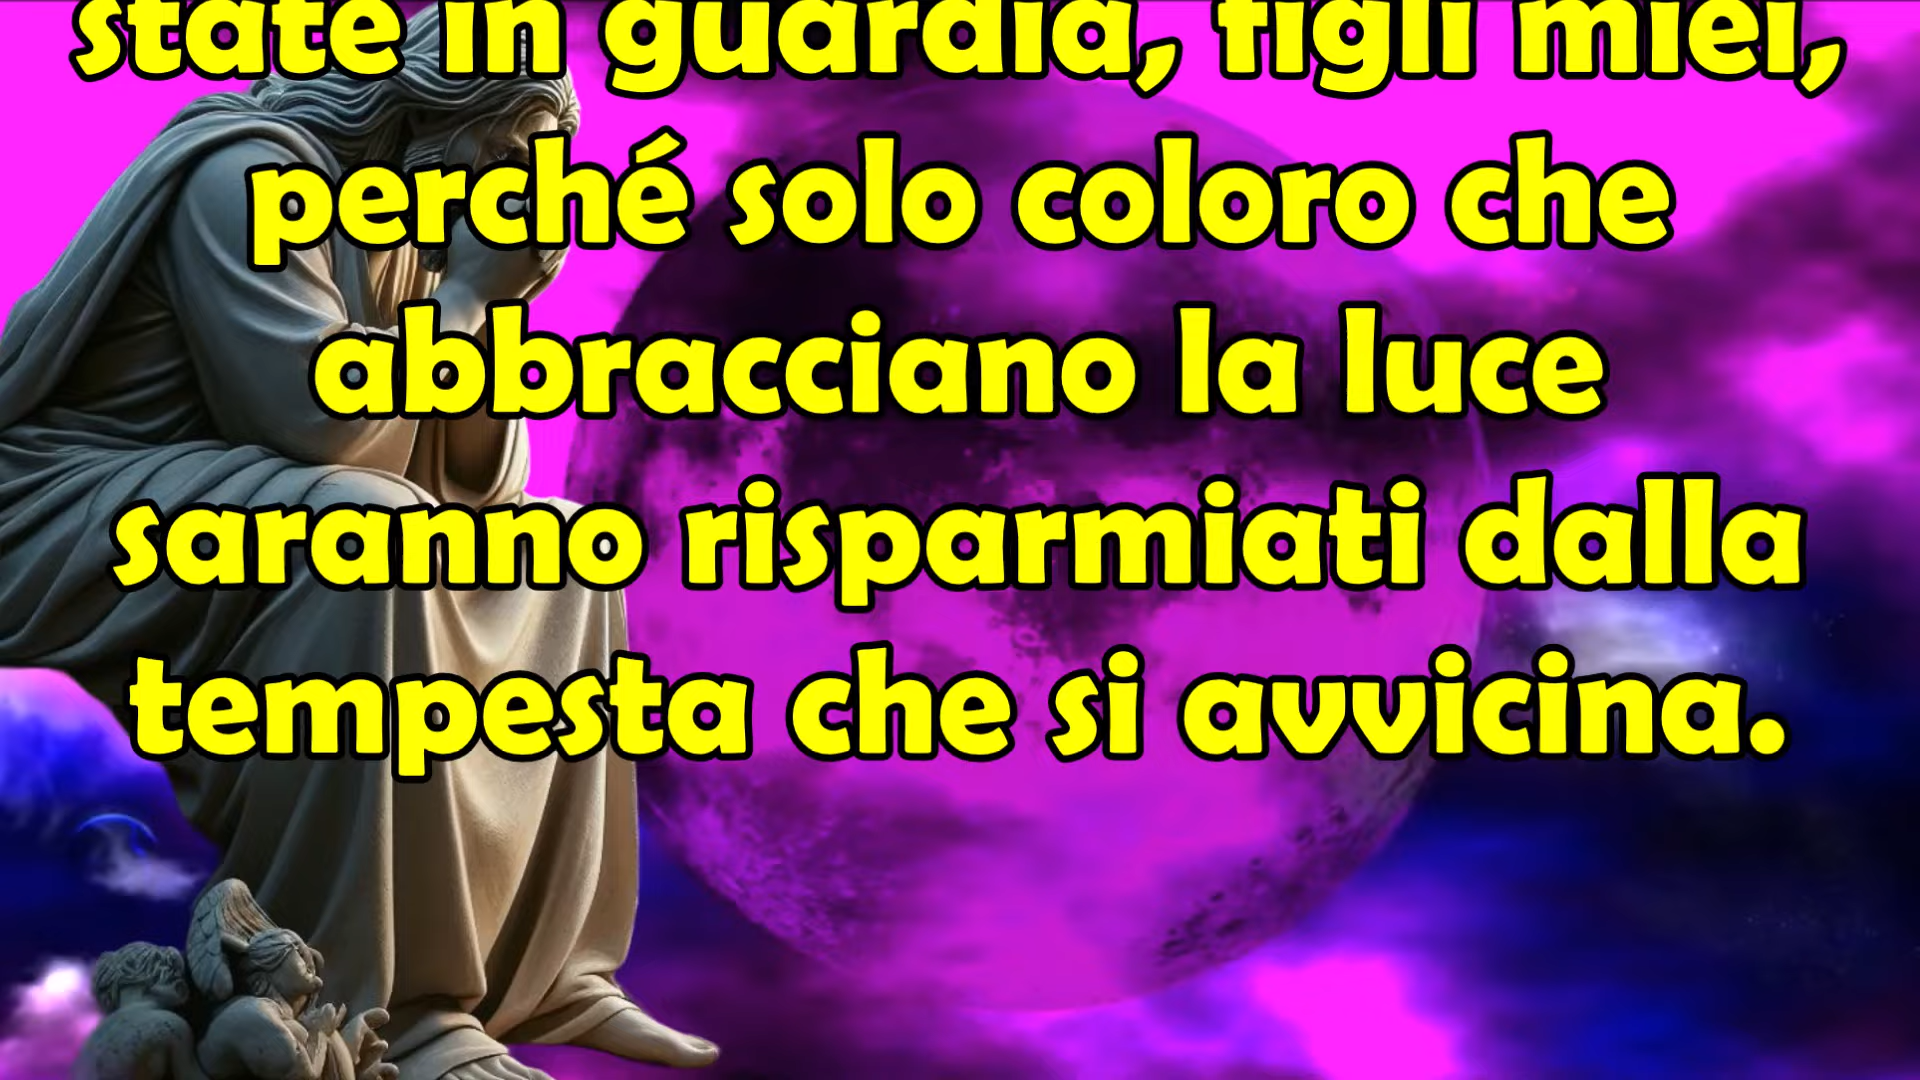 state in guardia, figli miei,
perché solo coloro che
abbracciano la luce
saranno risparmiati dalla
tempesta che si avvicina.